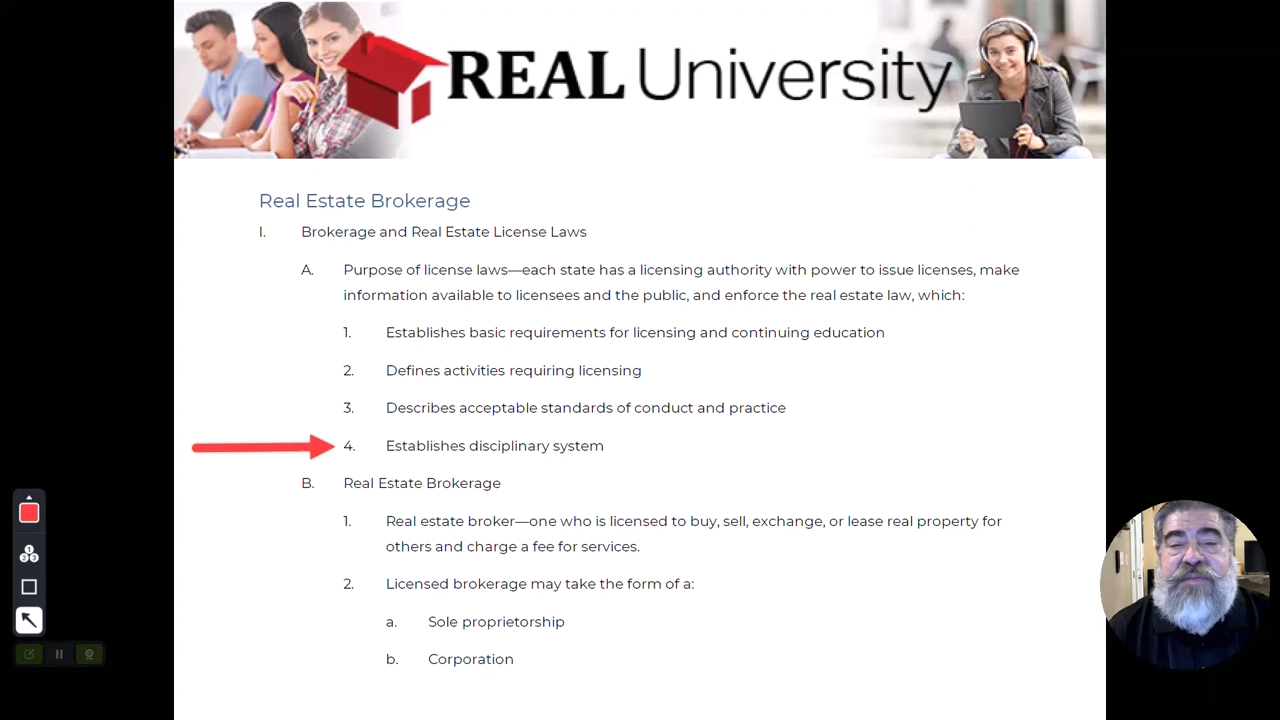 REAL University
Real Estate Brokerage
I. Brokerage and Real Estate License Laws
A. Purpose of license laws—each state has a licensing authority with power to issue licenses, make
information available to licensees and the public, and enforce the real estate law, which:
1. Establishes basic requirements for licensing and continuing education
2. Defines activities requiring licensing
3. Describes acceptable standards of conduct and practice
4. Establishes disciplinary system
B. Real Estate Brokerage
1. Real estate broker—one who is licensed to buy, sell, exchange, or lease real property for
others and charge a fee for services.
2. Licensed brokerage may take the form of a:
a. Sole proprietorship
b. Corporation